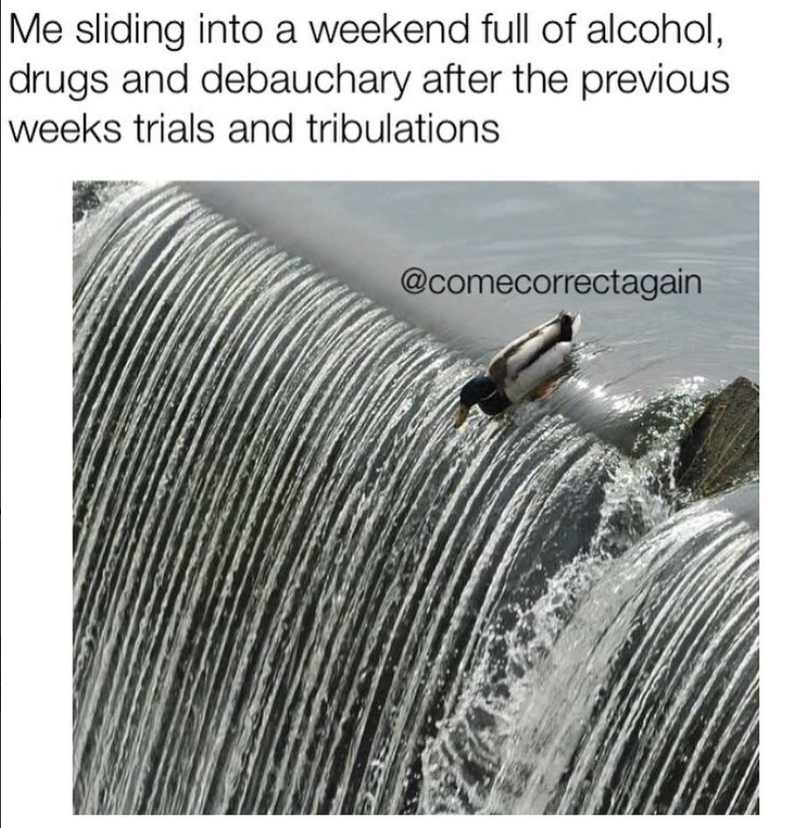 Me sliding into a weekend full of alcohol,
drugs and debauchary after the previous
weeks trials and tribulations
@comecorrectagain